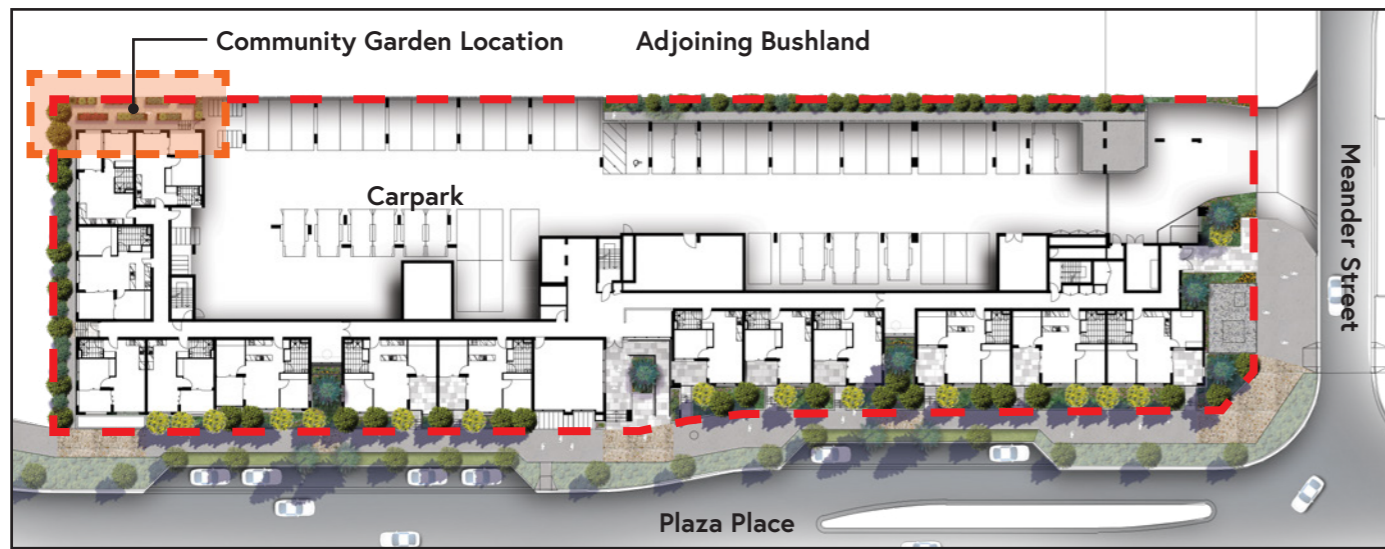 Community Garden Location
Adjoining Bushland
Carpark
Meander Street
Plaza Place